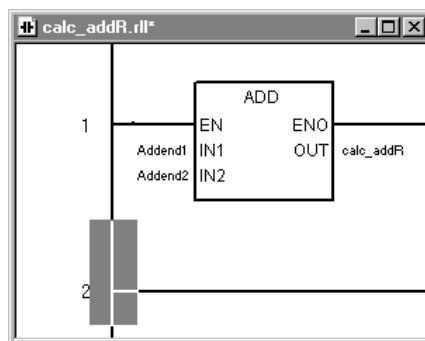 calc_addR.rll*
ADD
1
EN ENO
Addend1 IN1 OUT calc_addR
Addend2 IN2
2